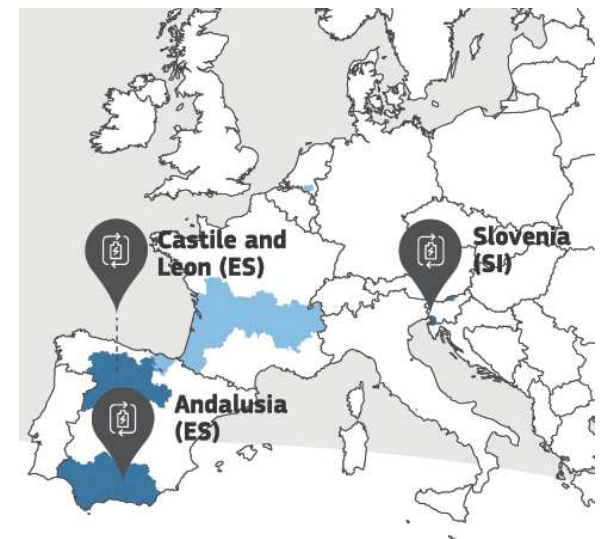 Castile and
Leon (ES)
Slovenia
(SI)
Andalusia
(ES)